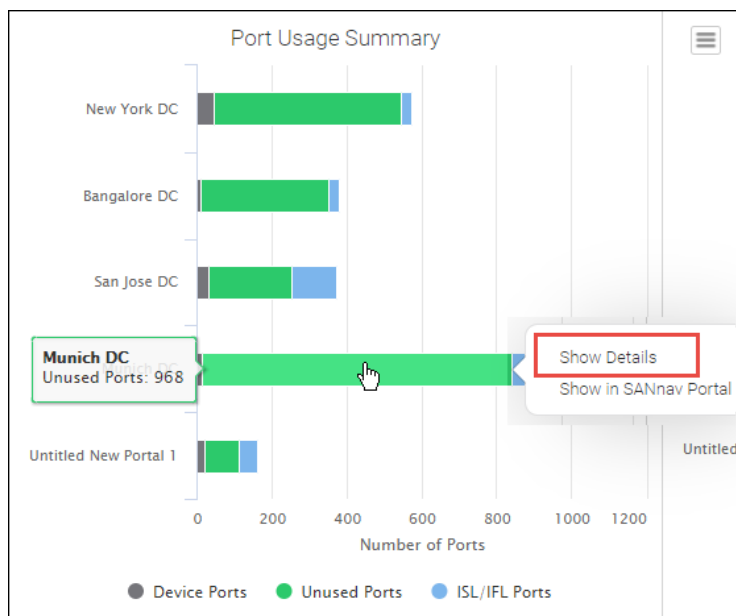 Port Usage Summary
New York DC
Bangalore DC
San Jose DC
Munich DC
Unused Ports: 968
Show Details
Show in SANnav Portal
Untitled New Portal 1
Untitled
0 200 400 600 800 1000 1200
Number of Ports
Device Ports Unused Ports ISL/IFL Ports